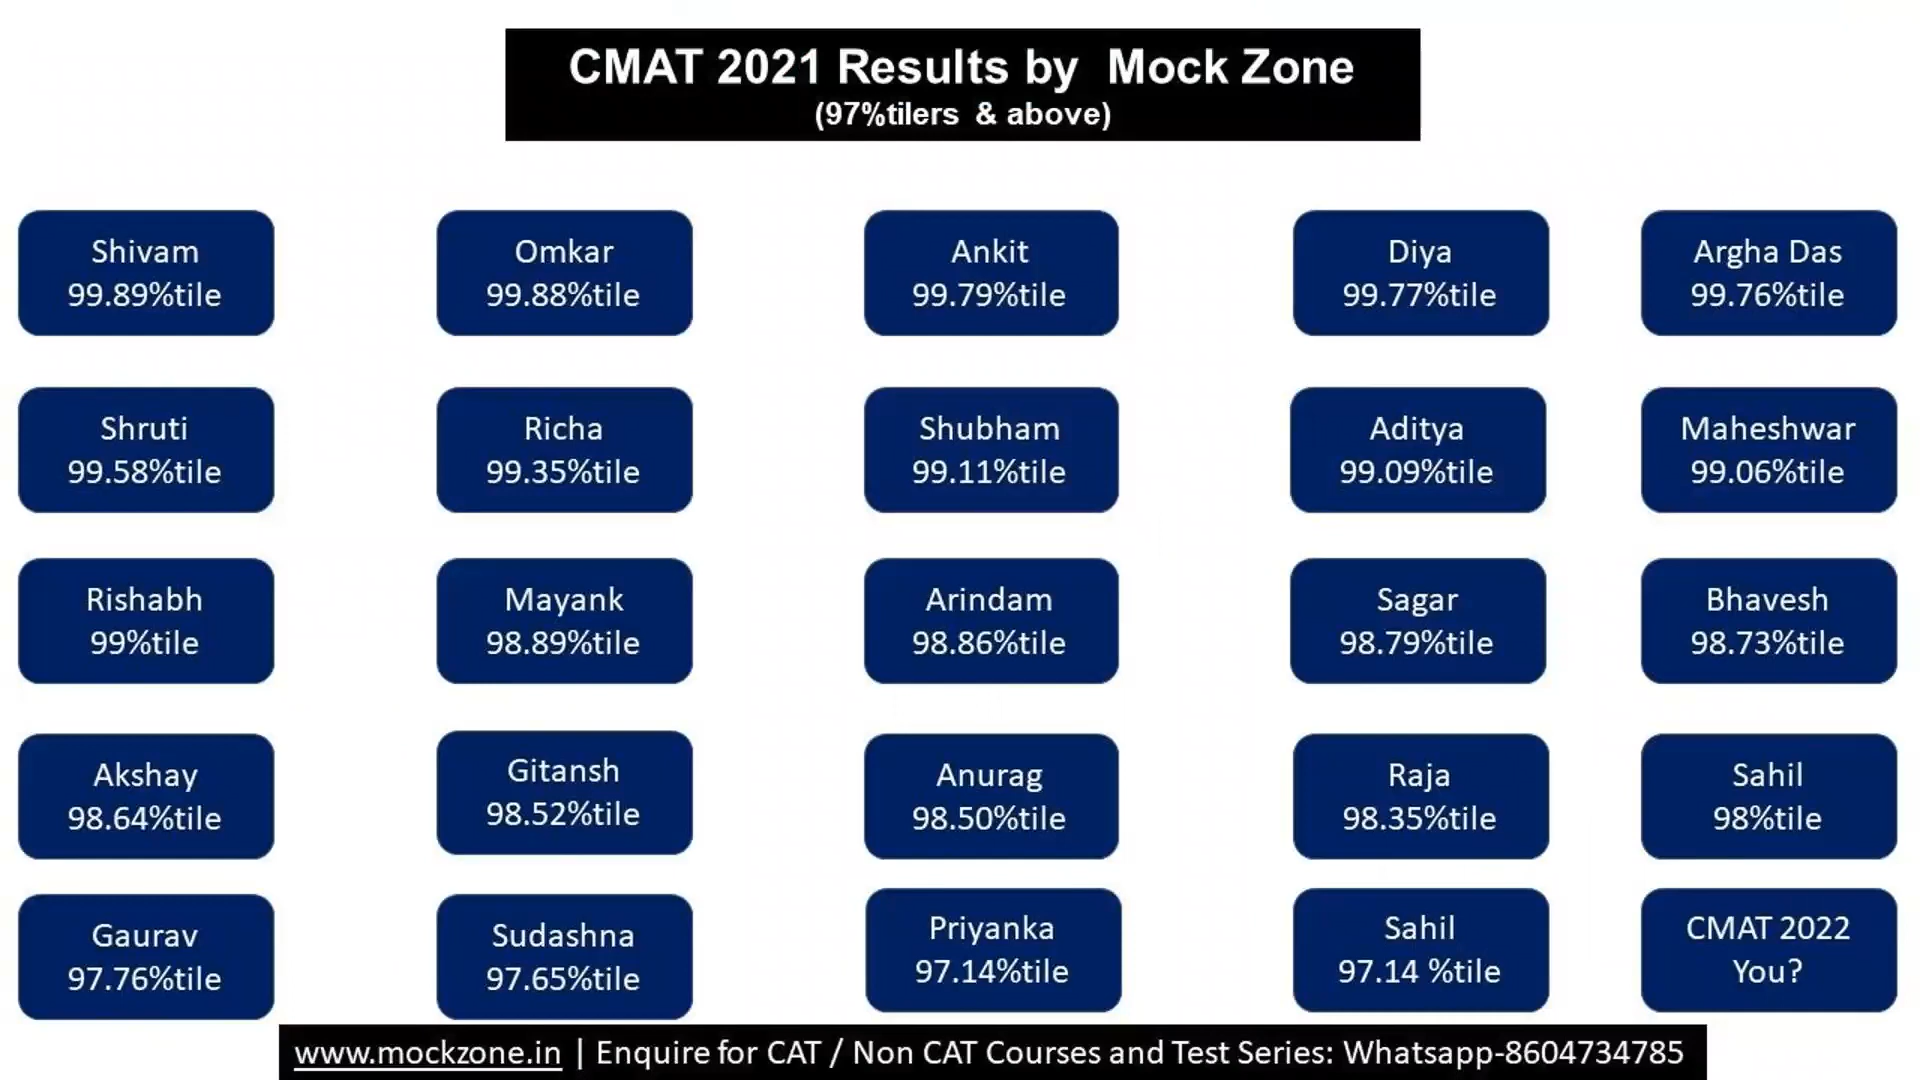 CMAT 2021 Results by Mock Zone
(97%tilers & above)
Shivam
99.89%tile
Omkar
99.88%tile
Ankit
99.79%tile
Diya
99.77%tile
Argha Das
99.76%tile
Shruti
99.58%tile
Richa
99.35%tile
Shubham
99.11%tile
Aditya
99.09%tile
Maheshwar
99.06%tile
Rishabh
99%tile
Mayank
98.89%tile
Arindam
98.86%tile
Sagar
98.79%tile
Bhavesh
98.73%tile
Akshay
98.64%tile
Gitansh
98.52%tile
Anurag
98.50%tile
Raja
98.35%tile
Sahil
98%tile
Gaurav
97.76%tile
Sudashna
97.65%tile
Priyanka
97.14%tile
Sahil
97.14 %tile
CMAT 2022
You?
www.mockzone.in | Enquire for CAT / Non CAT Courses and Test Series: Whatsapp-8604734785